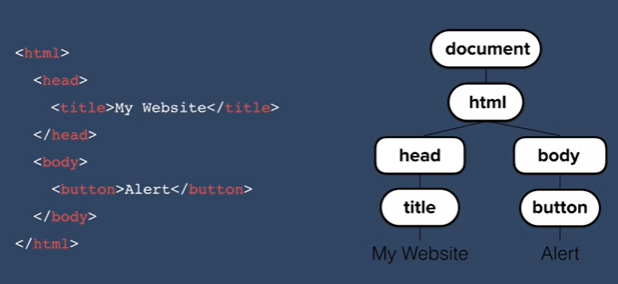 <html>
<head>
<title>My Website</title>
</head>
<body>
<button>Alert</button>
</body>
</html>
document
html
head body
title button
My Website Alert